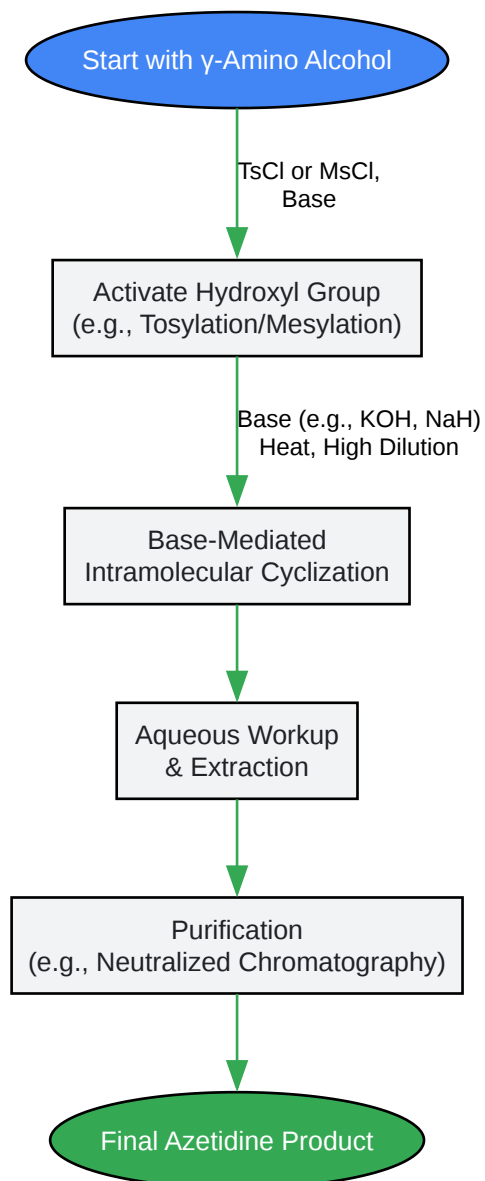 Start with γ-Amino Alcohol
TsCl or MsCl,
Base
Activate Hydroxyl Group
(e.g., Tosylation/Mesylation)
Base (e.g., KOH, NaH)
Heat, High Dilution
Base-Mediated
Intramolecular Cyclization
Aqueous Workup
& Extraction
Purification
(e.g., Neutralized Chromatography)
Final Azetidine Product